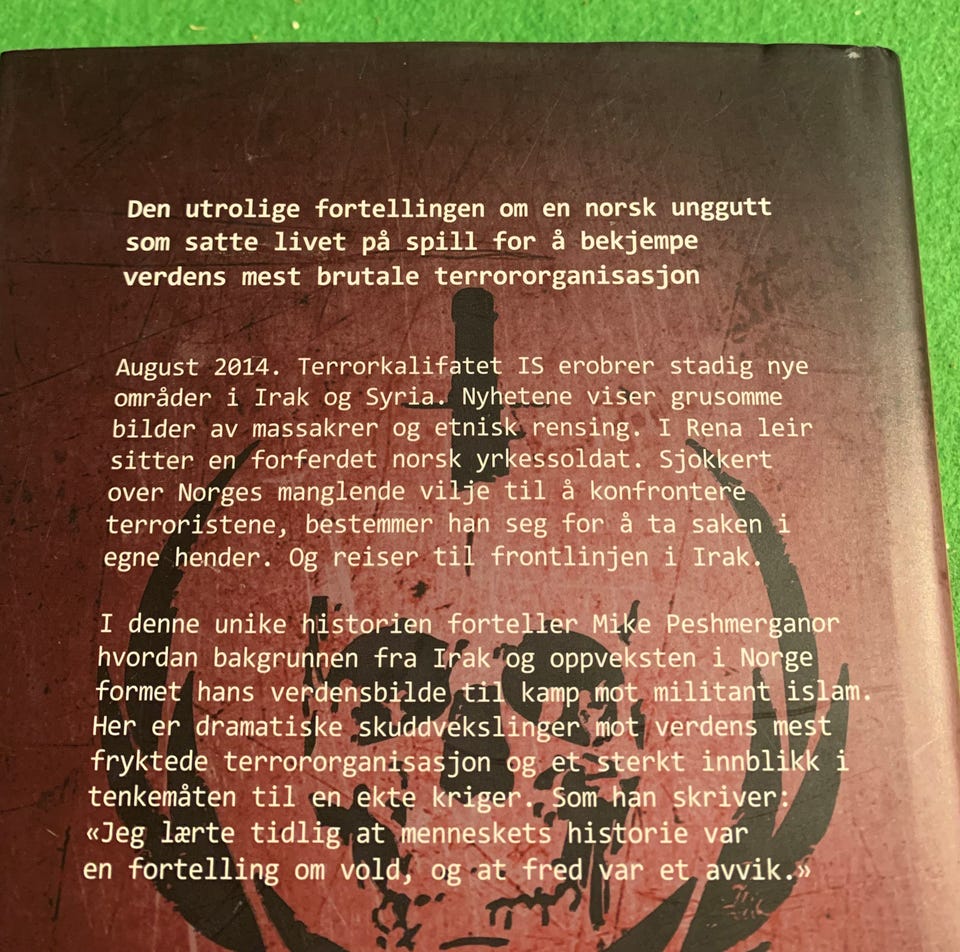 Den utrolige fortellingen om en norsk unggutt
som satte livet på spill for å bekjempe
verdens mest brutale terrororganisasjon
August 2014. Terrorkalifatet IS erobrer stadig nye
områder i Irak og Syria. Nyhetene viser grusomme
bilder av massakrer og etnisk rensing. I Rena leir
sitter en forferdet norsk yrkessoldat. Sjokkert
over Norges manglende vilje til å konfrontere
terroristene, bestemmer han seg for å ta saken i
egne hender. Og reiser til frontlinjen i Irak.
I denne unike historien forteller Mike Peshmerganor
hvordan bakgrunnen fra Irak og oppveksten i Norge
formet hans verdensbilde til kamp mot militant islam.
Her er dramatiske skuddvekslinger mot verdens mest
fryktede terrororganisasjon og et sterkt innblikk i
tenkemåten til en ekte kriger. Som han skriver:
«Jeg lærte tidlig at menneskets historie var
en fortelling om vold, og at fred var et avvik.»